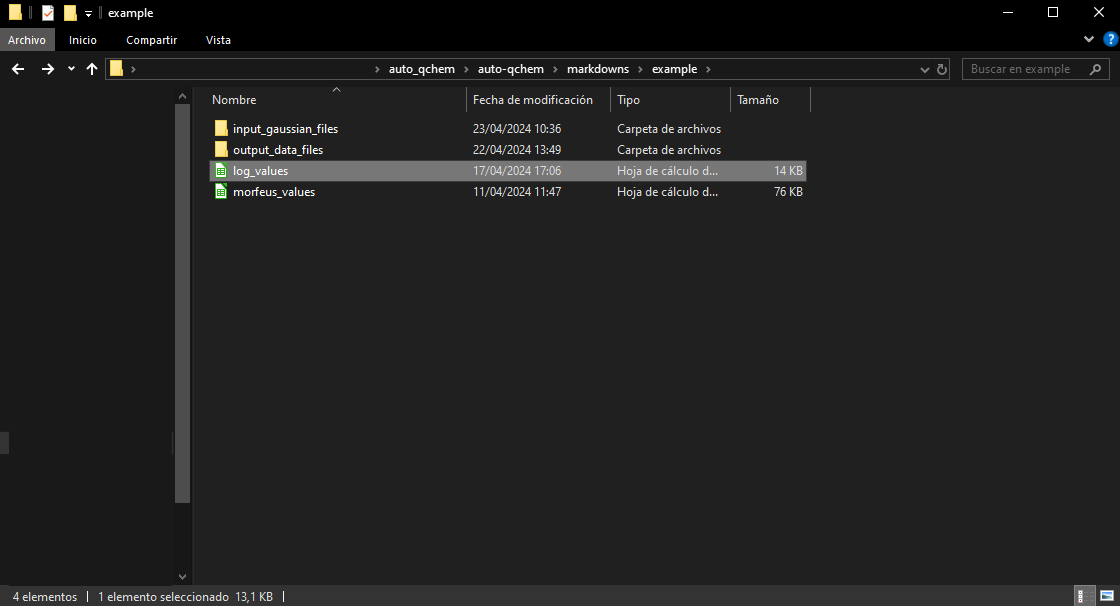 example
Archivo Inicio Compartir Vista ?
auto_qchem auto-qchem markdowns example Buscar en example
Nombre Fecha de modificación Tipo Tamaño
input_gaussian_files 23/04/2024 10:36 Carpeta de archivos
output_data_files 22/04/2024 13:49 Carpeta de archivos
log_values 17/04/2024 17:06 Hoja de cálculo d... 14 KB
morfeus_values 11/04/2024 11:47 Hoja de cálculo d... 76 KB
4 elementos 1 elemento seleccionado 13,1 KB